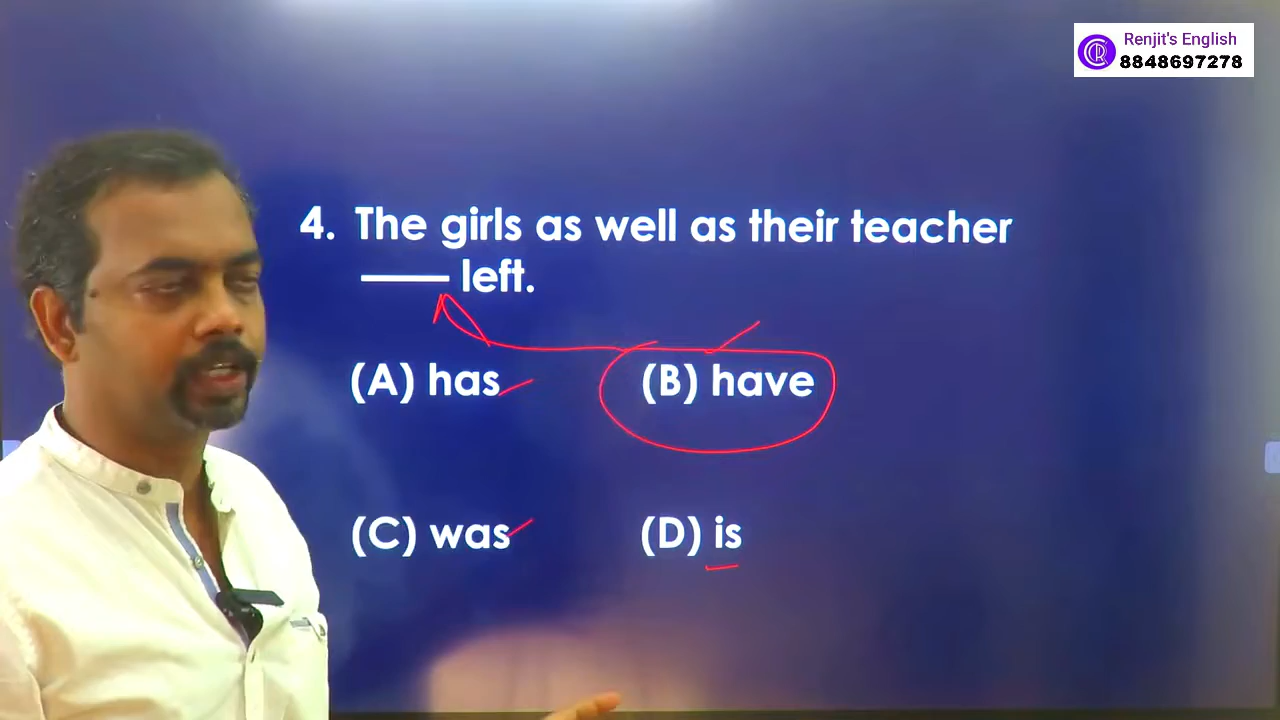 Renjit's English
8848697278
4. The girls as well as their teacher
—— left.
(A) has
(B) have
(C) was
(D) is